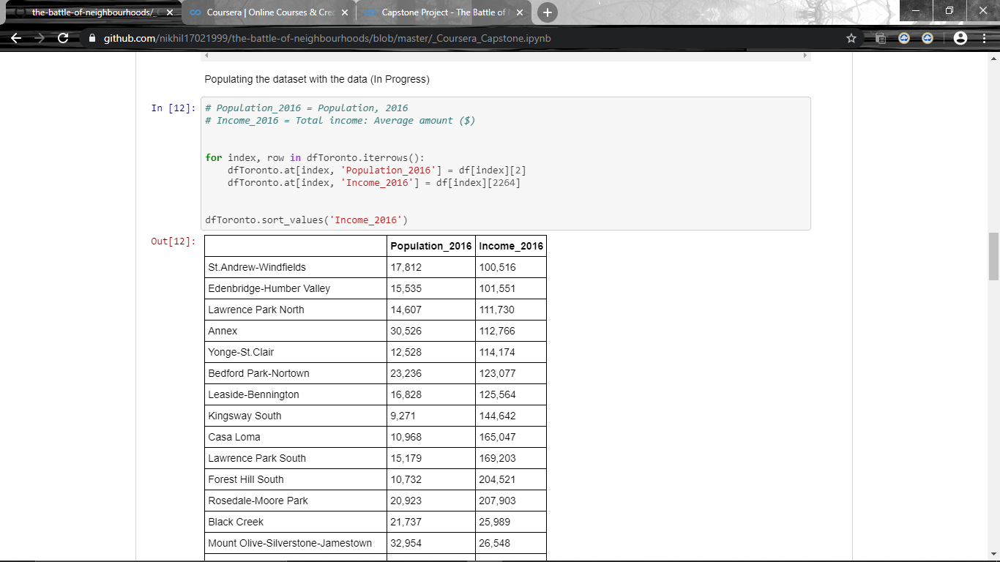 the-battle-of-neighbourhoods/_
Coursera | Online Courses & Cre
Capstone Project - The Battle of
github.com/nikhil17021999/the-battle-of-neighbourhoods/blob/master/_Coursera_Capstone.ipynb
Populating the dataset with the data (In Progress)
In [12]:
# Population_2016 = Population, 2016
# Income_2016 = Total income: Average amount ($)
for index, row in dfToronto.iterrows():
dfToronto.at[index, 'Population_2016'] = df[index][2]
dfToronto.at[index, 'Income_2016'] = df[index][2264]
dfToronto.sort_values('Income_2016')
Out[12]:
Population_2016 Income_2016
St.Andrew-Windfields 17,812 100,516
Edenbridge-Humber Valley 15,535 101,551
Lawrence Park North 14,607 111,730
Annex 30,526 112,766
Yonge-St.Clair 12,528 114,174
Bedford Park-Nortown 23,236 123,077
Leaside-Bennington 16,828 125,564
Kingsway South 9,271 144,642
Casa Loma 10,968 165,047
Lawrence Park South 15,179 169,203
Forest Hill South 10,732 204,521
Rosedale-Moore Park 20,923 207,903
Black Creek 21,737 25,989
Mount Olive-Silverstone-Jamestown 32,954 26,548